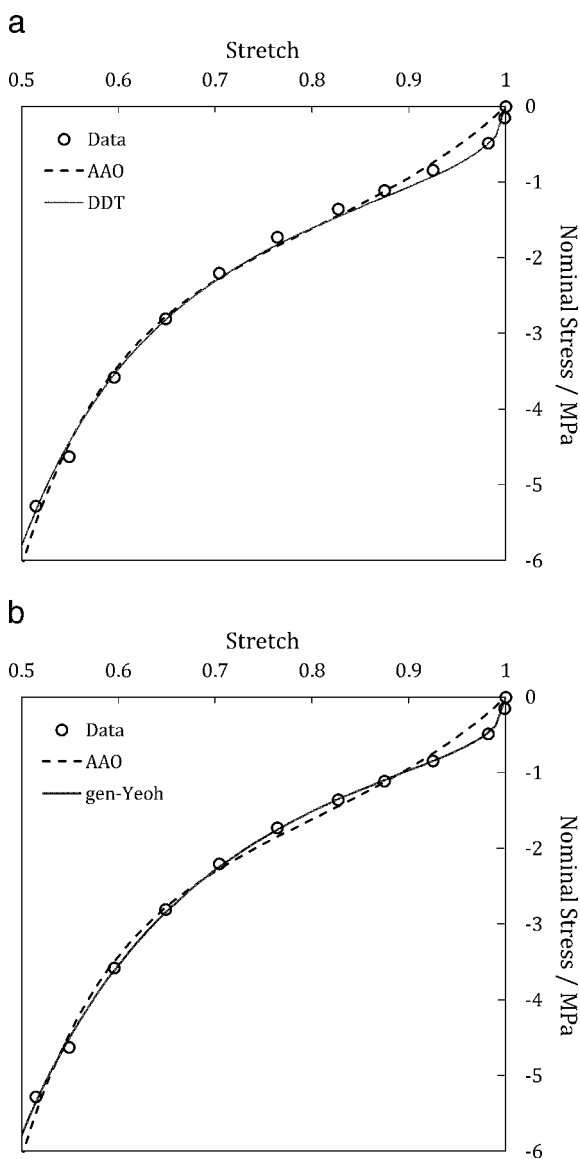 a
Stretch
0.5 0.6 0.7 0.8 0.9 1
0
Data
AAO
DDT
-1
-2
-3
-4
-5
-6
Nominal Stress / MPa
b
Stretch
0.5 0.6 0.7 0.8 0.9 1
0
Data
AAO
gen-Yeoh
-1
-2
-3
-4
-5
-6
Nominal Stress / MPa